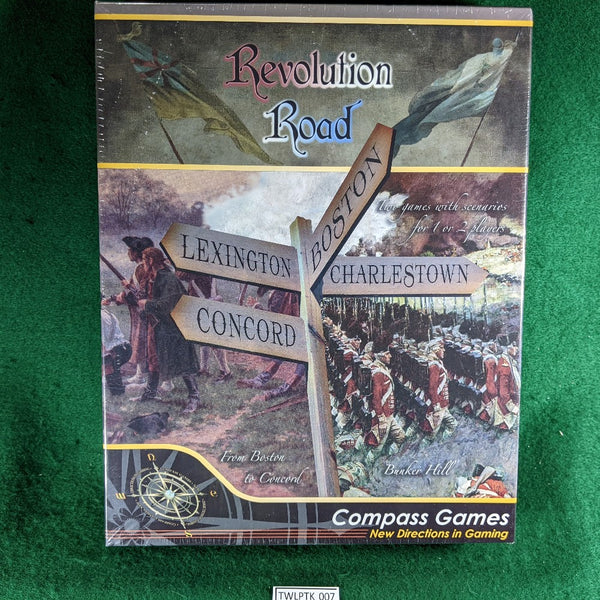 Revolution
Road
Two games with scenarios
for 1 or 2 players
BOSTON
LEXINGTON
CHARLESTOWN
CONCORD
From Boston
to Concord
Bunker Hill
n
e
w
s
Compass Games
New Directions in Gaming
TWLPTK 007